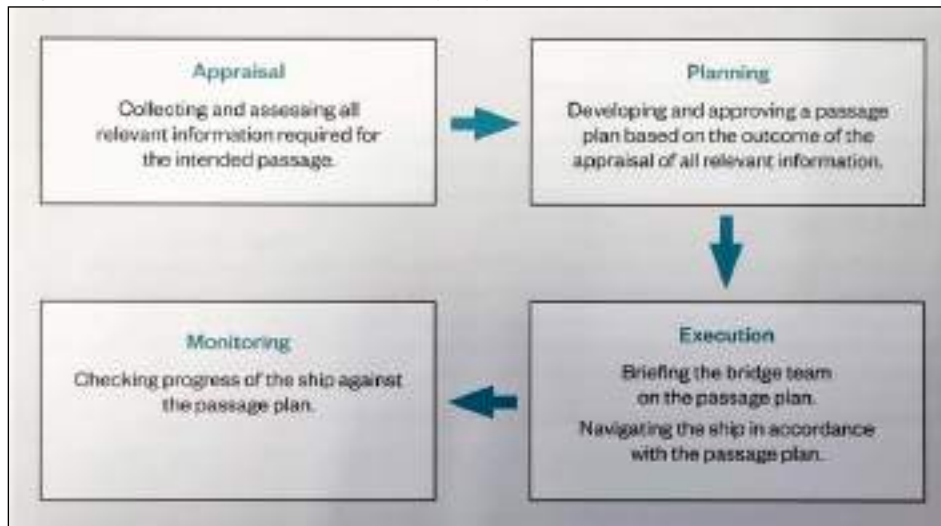 Appraisal
Collecting and assessing all
relevant information required for
the intended passage.
Planning
Developing and approving a passage
plan based on the outcome of the
appraisal of all relevant information.
Execution
Briefing the bridge team
on the passage plan.
Navigating the ship in accordance
with the passage plan.
Monitoring
Checking progress of the ship against
the passage plan.